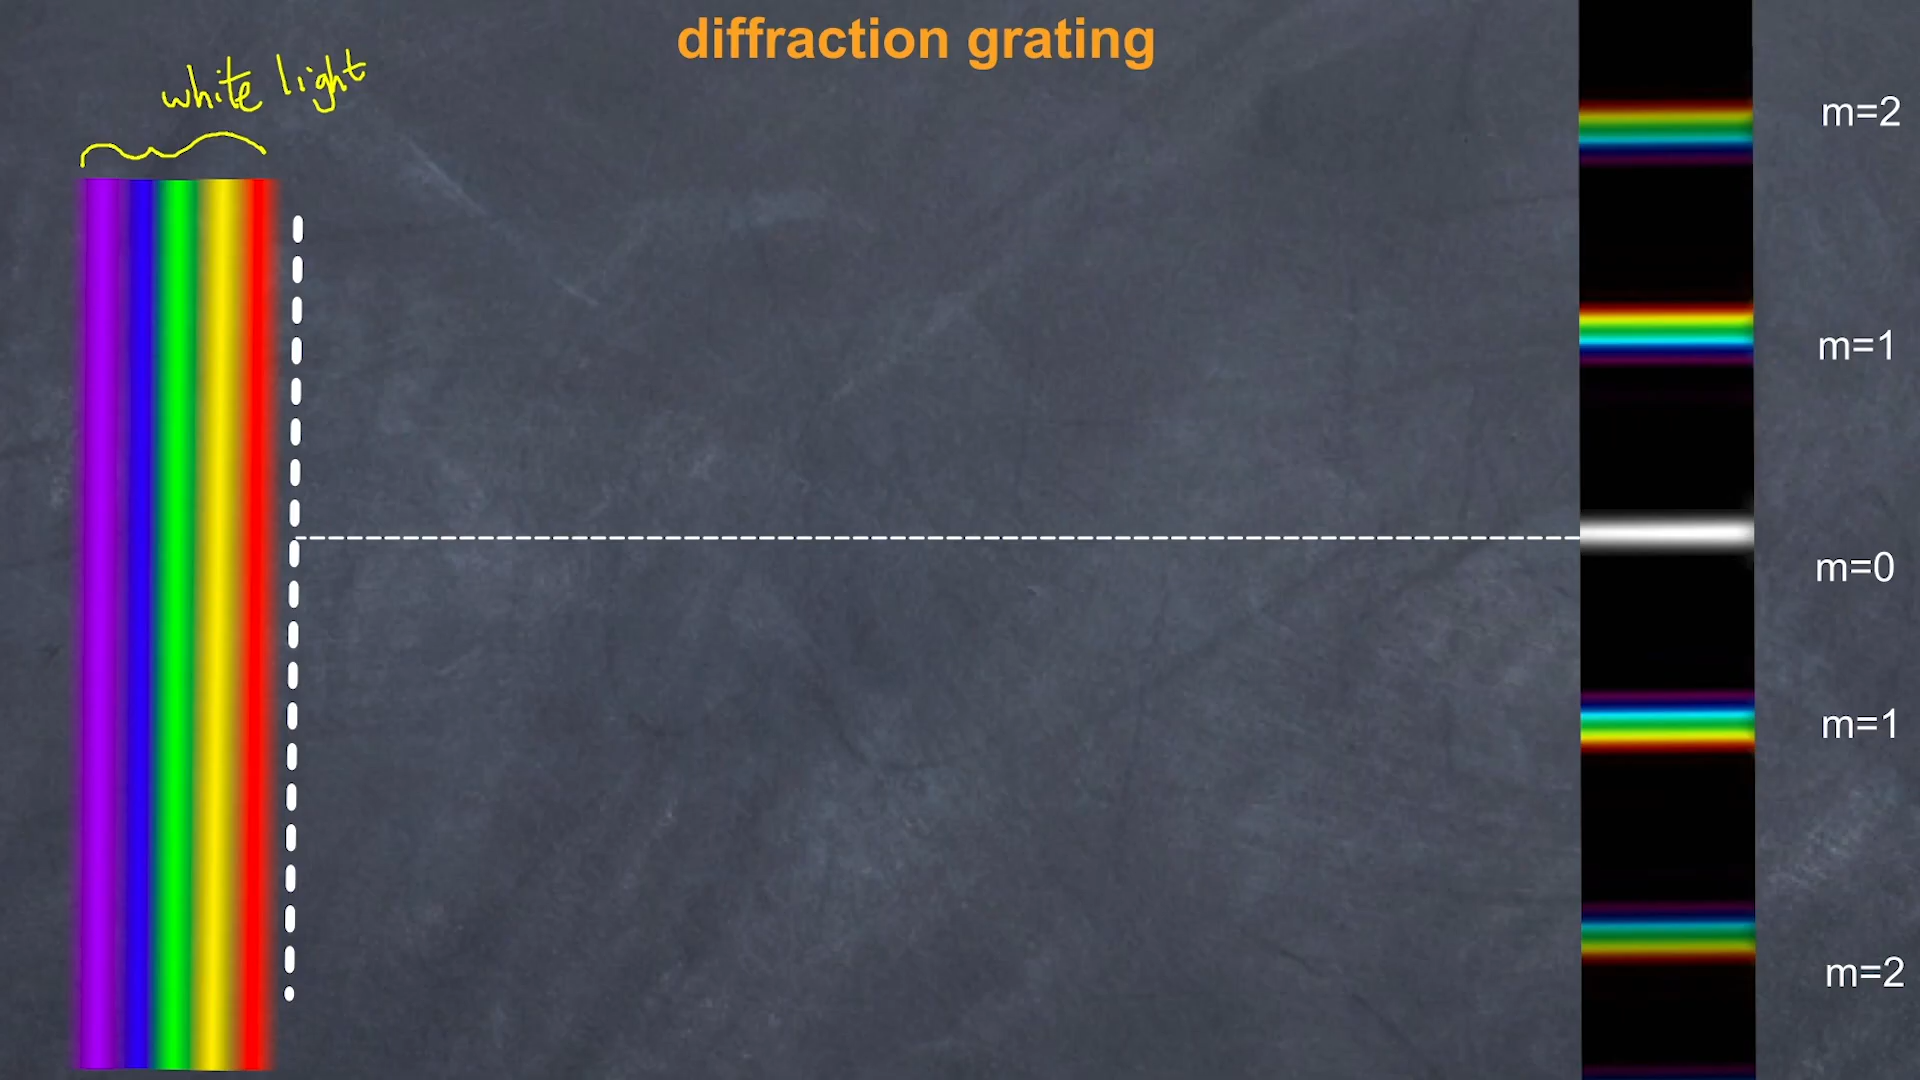 diffraction grating
white light
m=2
m=1
m=0
m=1
m=2